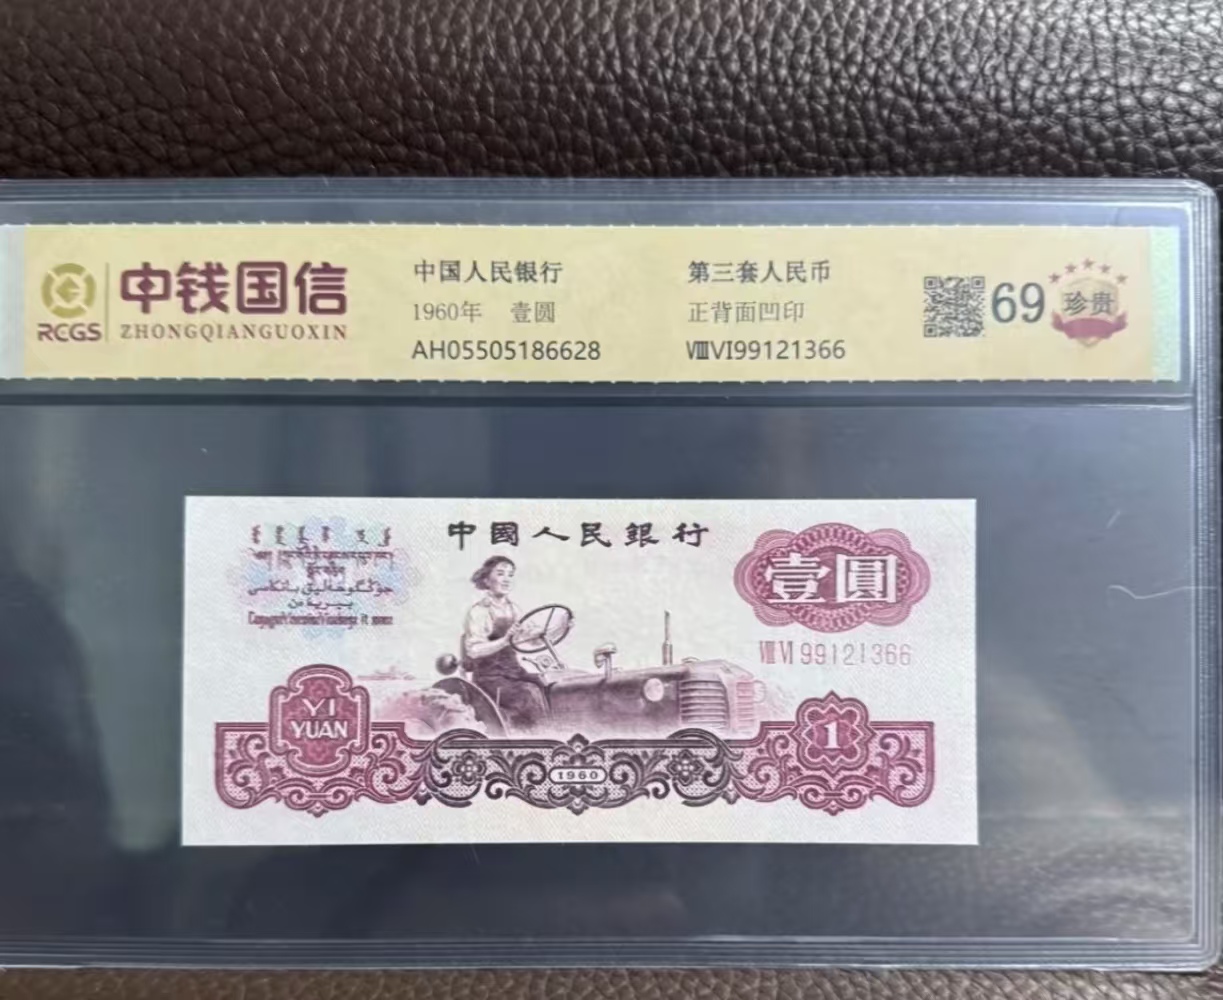 RCGS
中钱国信
ZHONGQIANGUOXIN
中国人民银行
1960年 壹圆
AH05505186628
第三套人民币
正背面凹印
ⅧVI99121366
69
珍贵
中國人民銀行
壹圓
Ⅷ VI 99121366
YI
YUAN
1960
1